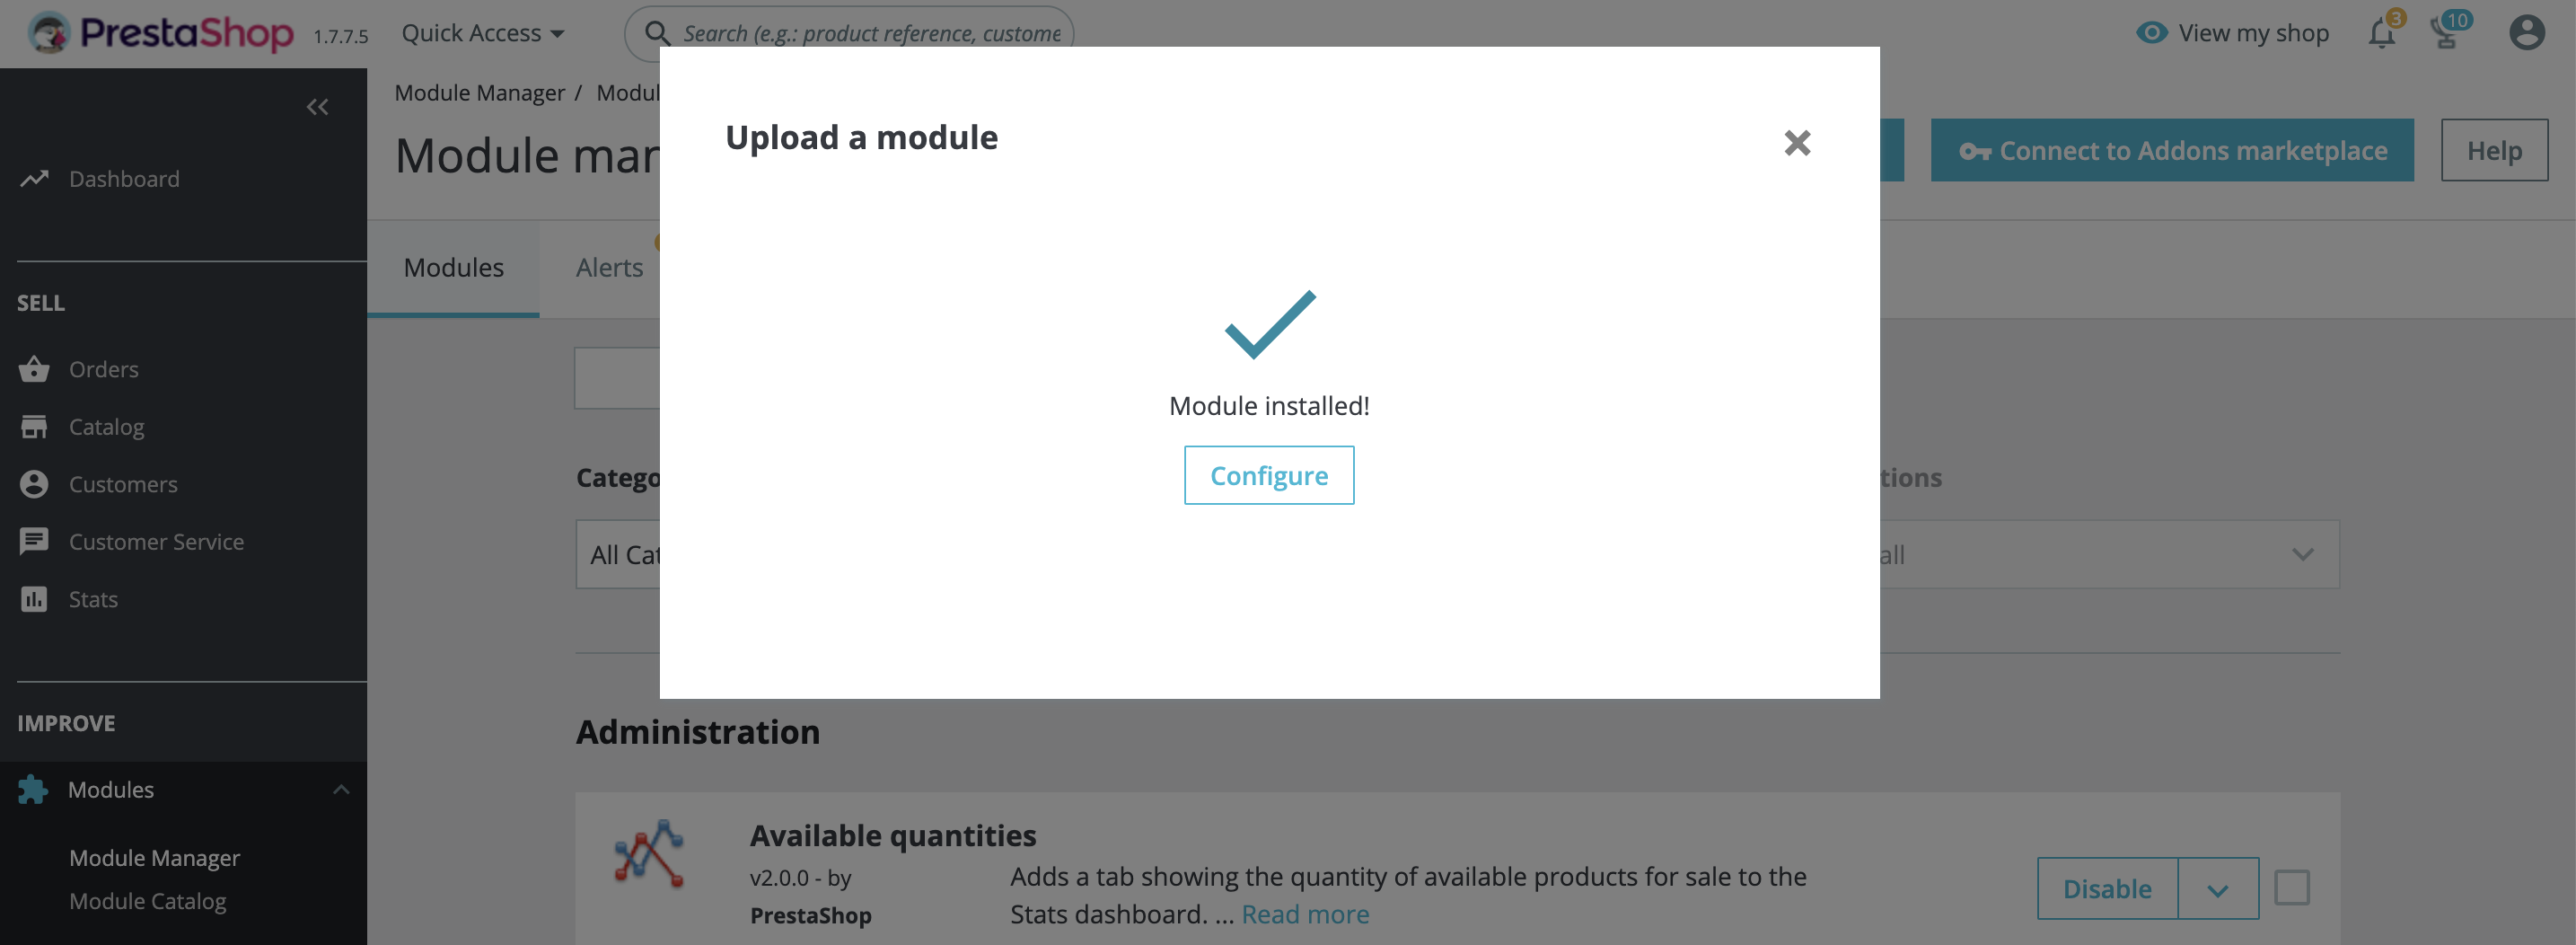 PrestaShop 1.7.7.5 Quick Access Search (e.g.: product reference, custome View my shop 3 10
Module Manager / Modul
Module mar
Connect to Addons marketplace
Help
Upload a module
Modules
Alerts
Module installed!
Configure
Catego
tions
All Cat
all
Dashboard
SELL
Orders
Catalog
Customers
Customer Service
Stats
IMPROVE
Modules
Module Manager
Module Catalog
Administration
Available quantities
v2.0.0 - by
PrestaShop
Adds a tab showing the quantity of available products for sale to the
Stats dashboard. ... Read more
Disable